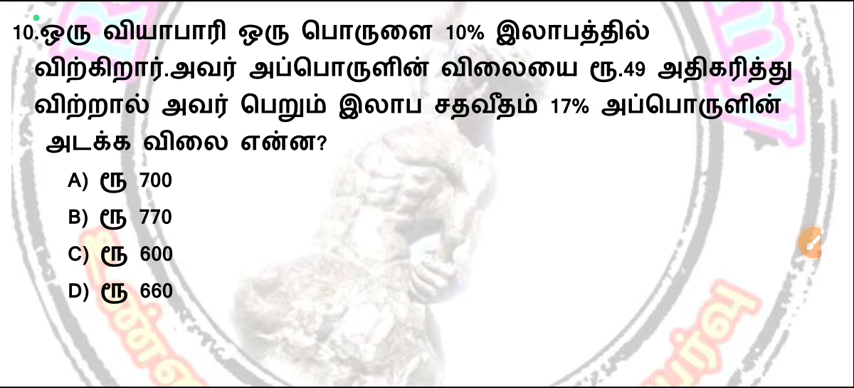 10.ஒரு வியாபாரி ஒரு பொருளை 10% இலாபத்தில்
விற்கிறார்.அவர் அப்பொருளின் விலையை ரூ.49 அதிகரித்து
விற்றால் அவர் பெறும் இலாப சதவீதம் 17% அப்பொருளின்
அடக்க விலை என்ன?
A) ரூ 700
B) ரூ 770
C) ரூ 600
D) ரூ 660